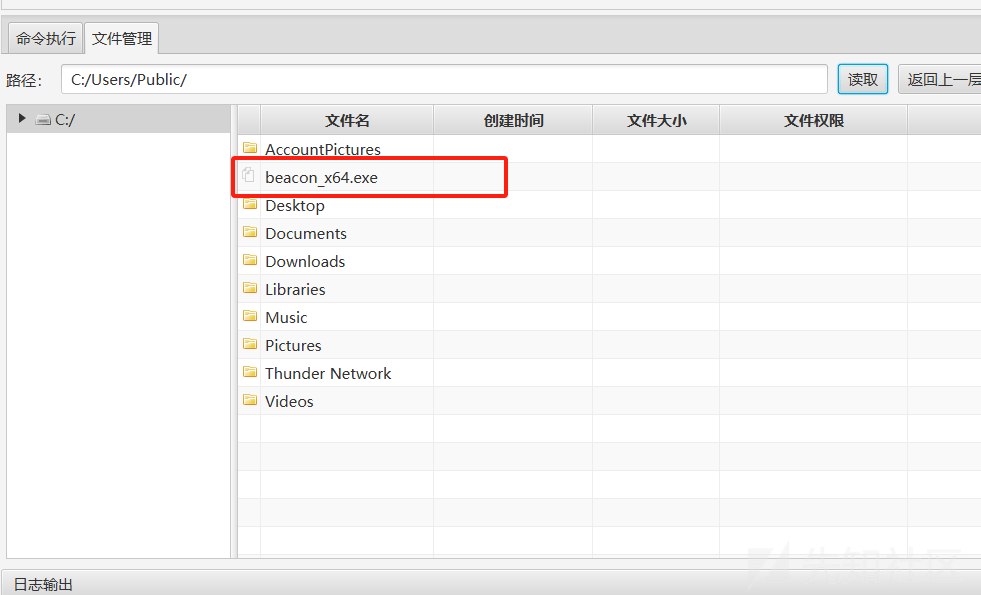 命令执行 文件管理
路径： C:/Users/Public/ 读取 返回上一层
C:/
文件名 创建时间 文件大小 文件权限
AccountPictures
beacon_x64.exe
Desktop
Documents
Downloads
Libraries
Music
Pictures
Thunder Network
Videos
先知社区
日志输出